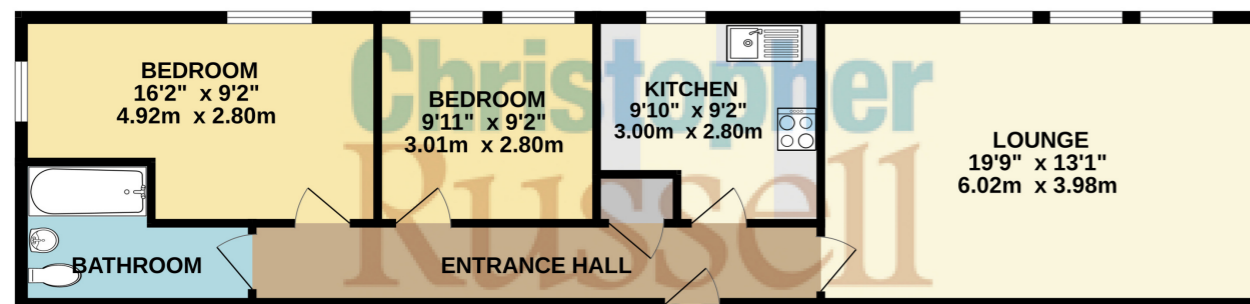 BEDROOM
16'2" x 9'2"
4.92m x 2.80m
BEDROOM
9'11" x 9'2"
3.01m x 2.80m
KITCHEN
9'10" x 9'2"
3.00m x 2.80m
LOUNGE
19'9" x 13'1"
6.02m x 3.98m
BATHROOM
ENTRANCE HALL
Christopher
Russell